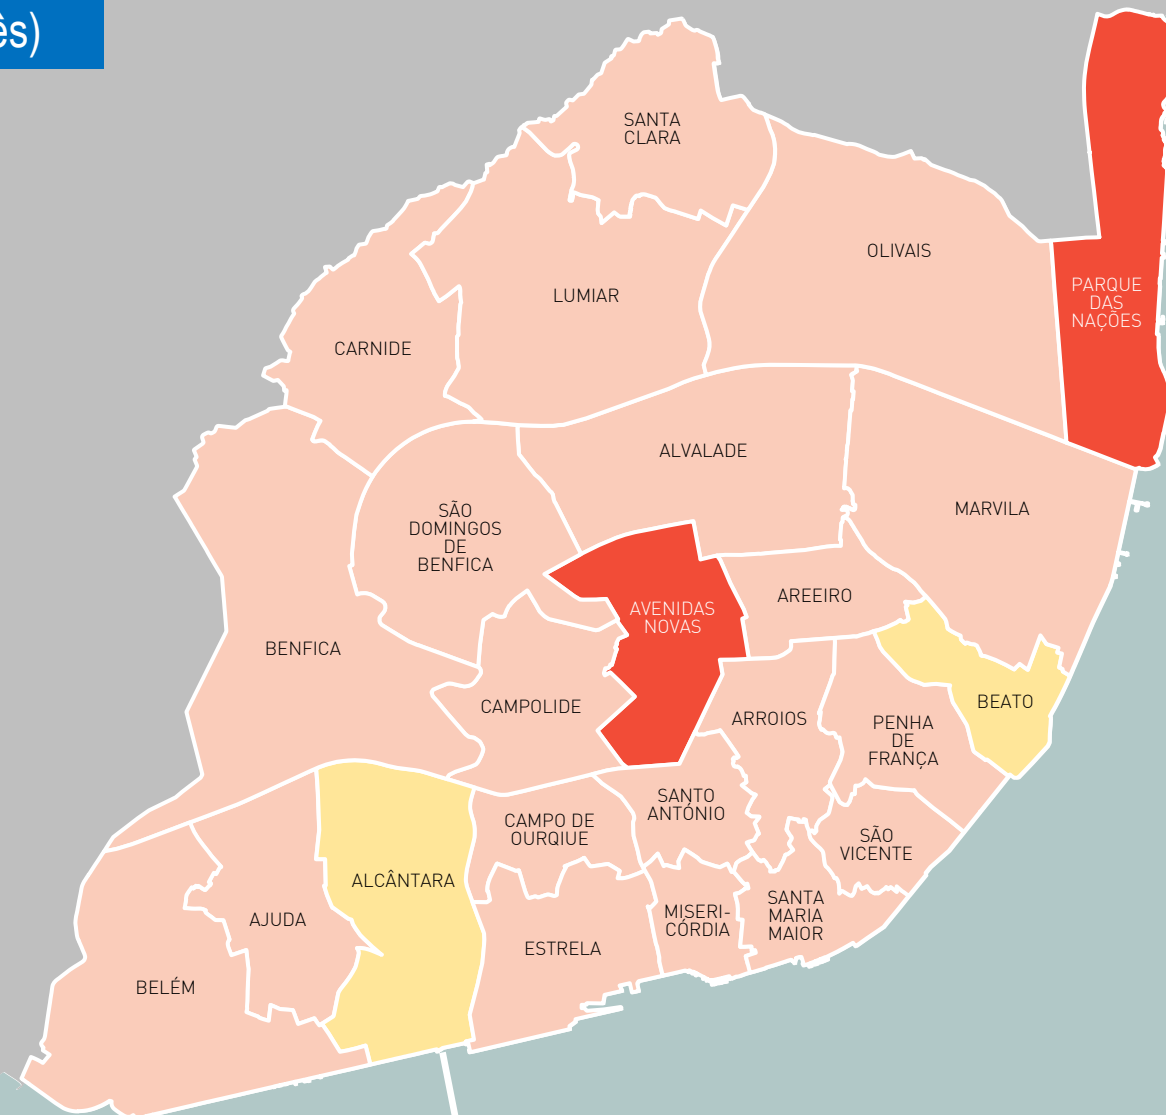 ês)
SANTA
CLARA
OLIVAIS
PARQUE
DAS
NAÇÕES
LUMIAR
CARNIDE
ALVALADE
SÃO
DOMINGOS
DE
BENFICA
MARVILA
AREEIRO
AVENIDAS
NOVAS
BENFICA
CAMPOLIDE
ARROIOS
BEATO
PENHA
DE
FRANÇA
SANTO
ANTÓNIO
CAMPO DE
OURQIUE
SÃO
VICENTE
ALCÂNTARA
AJUDA
MISERI-
CÓRDIA
SANTA
MARIA
MAIOR
ESTRELA
BELÉM